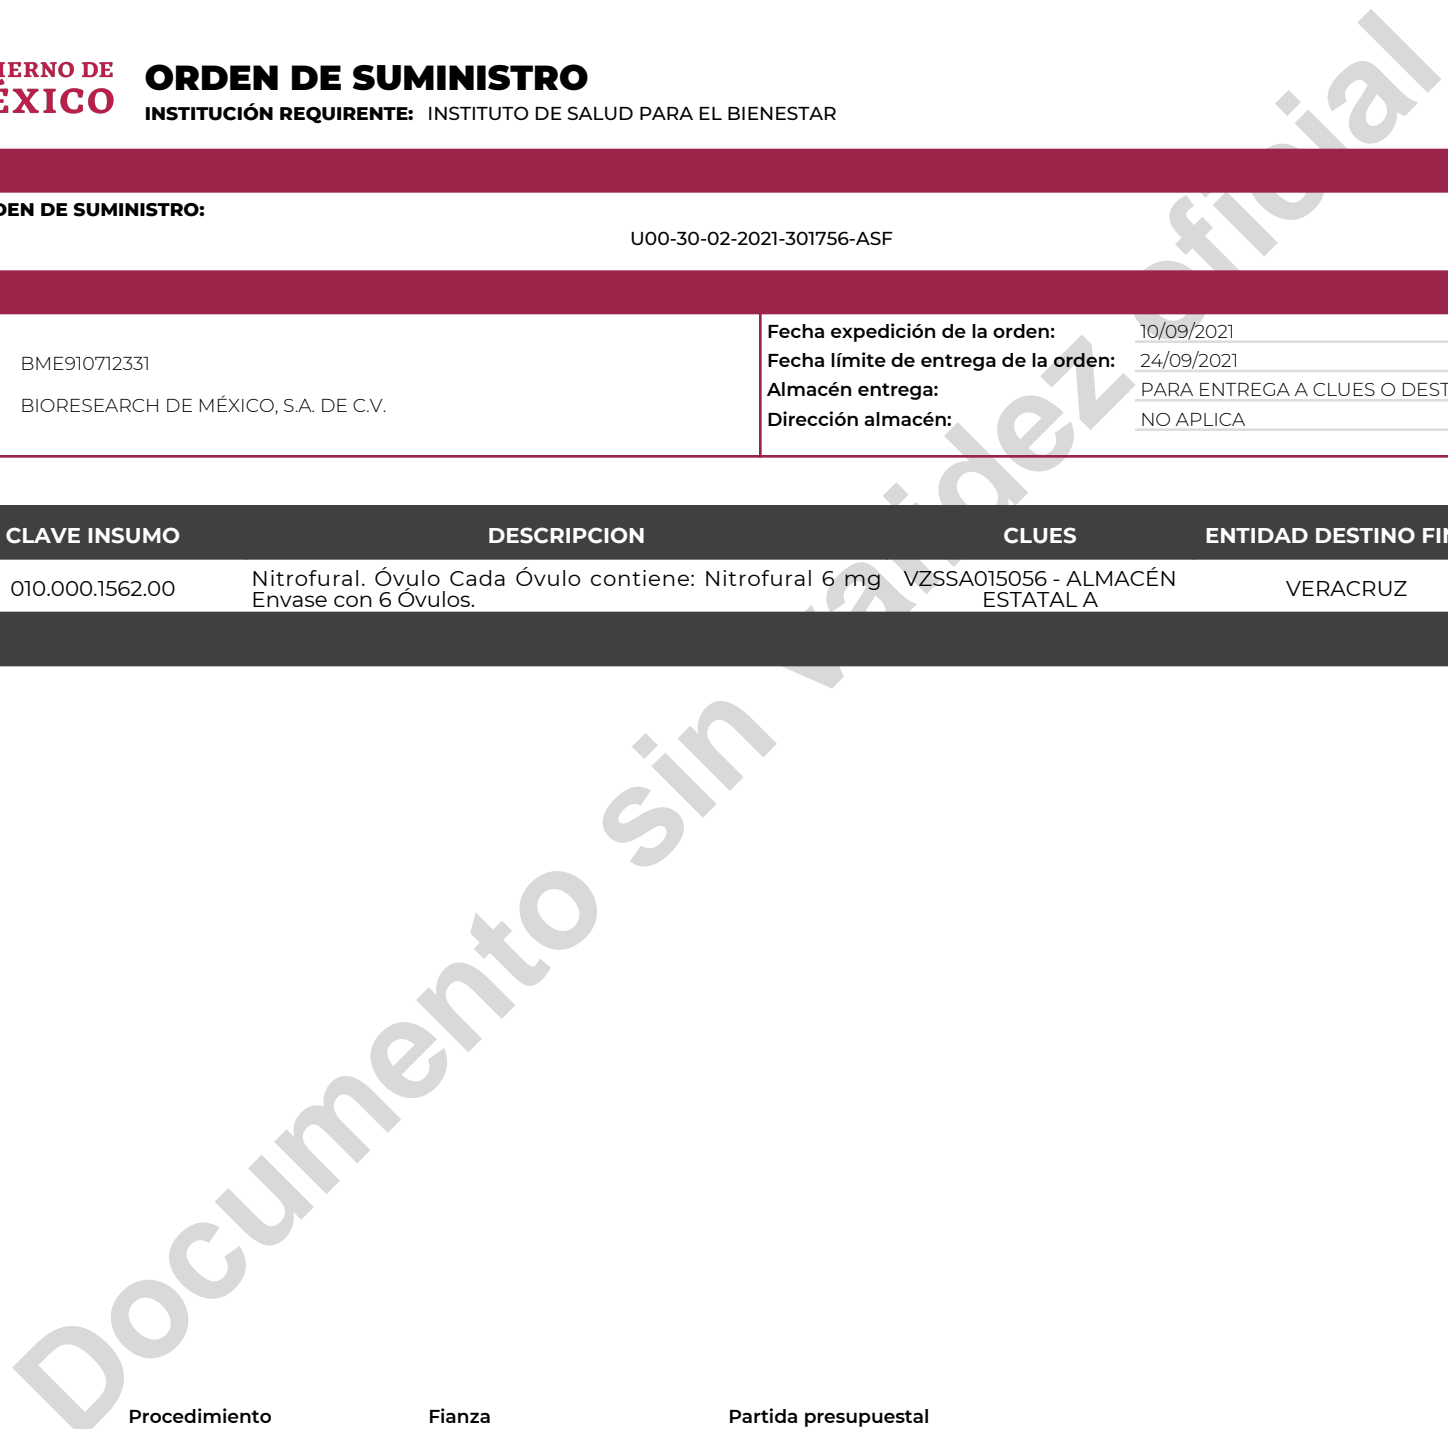 IERNO DE
ÉXICO
ORDEN DE SUMINISTRO
INSTITUCIÓN REQUIRENTE: INSTITUTO DE SALUD PARA EL BIENESTAR
DEN DE SUMINISTRO:
U00-30-02-2021-301756-ASF
BME910712331
BIORESEARCH DE MÉXICO, S.A. DE C.V.
Fecha expedición de la orden: 10/09/2021
Fecha límite de entrega de la orden: 24/09/2021
Almacén entrega: PARA ENTREGA A CLUES O DEST
Dirección almacén: NO APLICA
CLAVE INSUMO DESCRIPCION CLUES ENTIDAD DESTINO FIN
010.000.1562.00 Nitrofural. Óvulo Cada Óvulo contiene: Nitrofural 6 mg VZSSA015056 - ALMACÉN VERACRUZ
Envase con 6 Óvulos. ESTATAL A
Documento sin validez oficial
Procedimiento Fianza Partida presupuestal